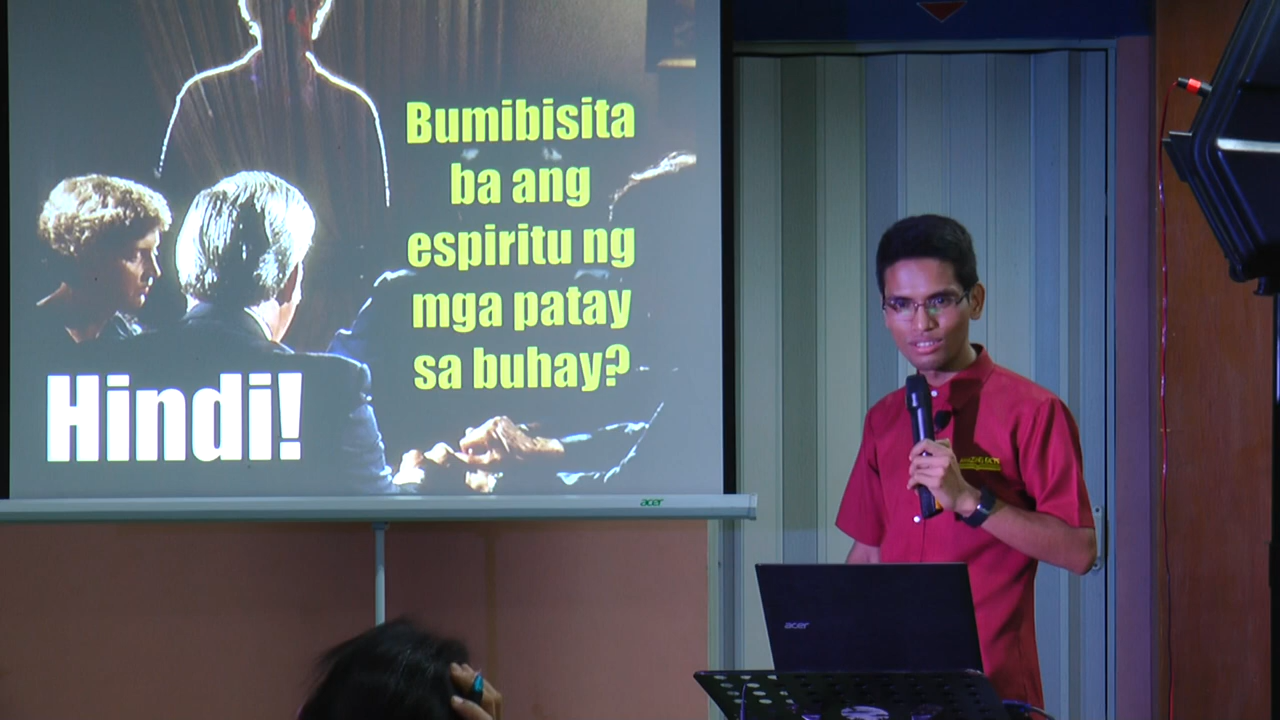 Bumibisita
ba ang
espiritu ng
mga patay
sa buhay?
Hindi!
acer
acer